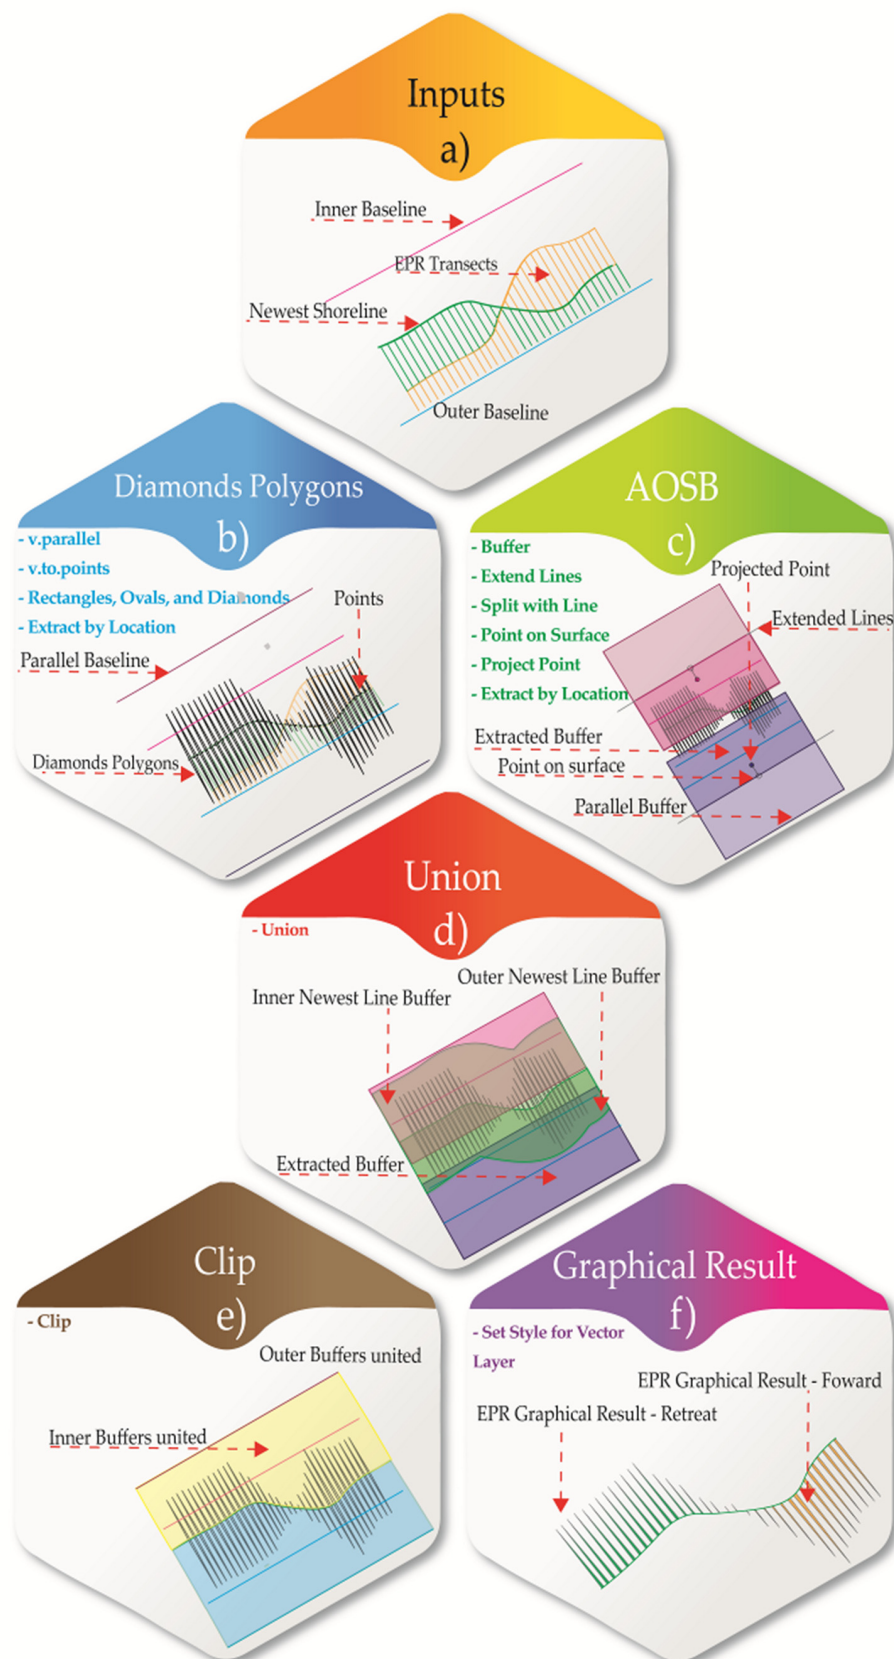 Inputs
a)
Inner Baseline
EPR Transects
Newest Shoreline
Outer Baseline
Diamonds Polygons
b)
- v.parallel
- v.to.points
- Rectangles, Ovals, and Diamonds
- Extract by Location
Points
Parallel Baseline
Diamonds Polygons
AOSB
c)
- Buffer
- Extend Lines
- Split with Line
- Point on Surface
- Project Point
- Extract by Location
Projected Point
Extended Lines
Extracted Buffer
Point on surface
Parallel Buffer
Union
d)
- Union
Outer Newest Line Buffer
Inner Newest Line Buffer
Extracted Buffer
Clip
e)
- Clip
Outer Buffers united
Inner Buffers united
Graphical Result
f)
- Set Style for Vector
Layer
EPR Graphical Result - Foward
EPR Graphical Result - Retreat